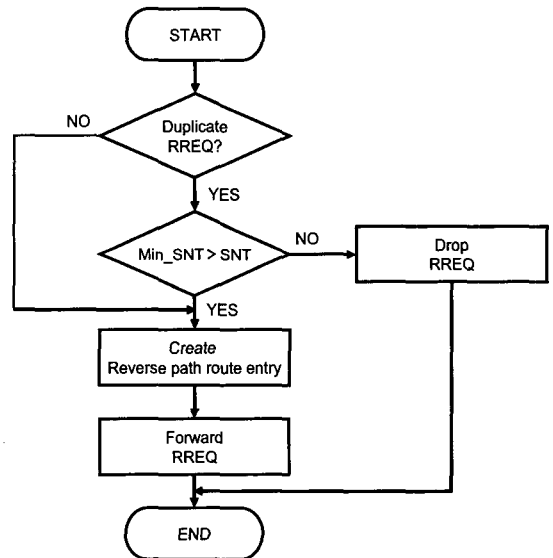 START
NO
Duplicate
RREQ?
YES
Min_SNT > SNT
NO
Drop
RREQ
YES
Create
Reverse path route entry
Forward
RREQ
END